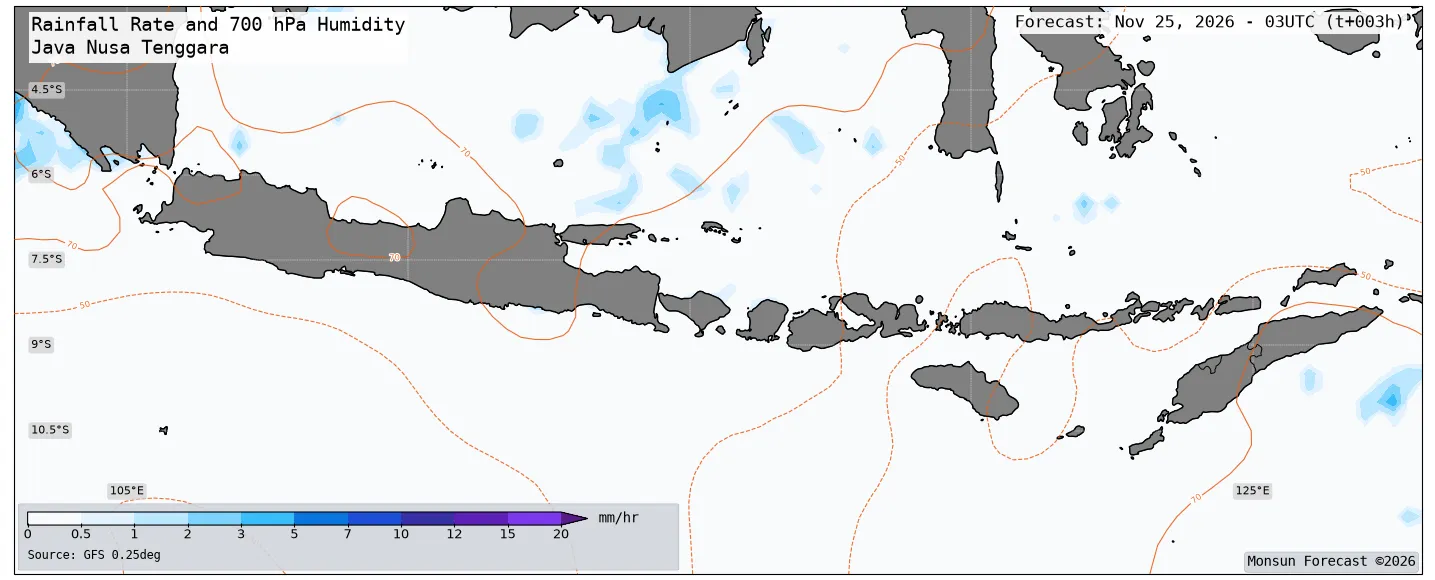 Rainfall Rate and 700 hPa Humidity
Java Nusa Tenggara
Forecast: Nov 25, 2026 - 03UTC (t+003h)
4.5°S
6°S
7.5°S
9°S
10.5°S
105°E
125°E
70
50
50
70
70
50
50
70
0 0.5 1 2 3 5 7 10 12 15 20
mm/hr
Source: GFS 0.25deg
Monsun Forecast ©2026